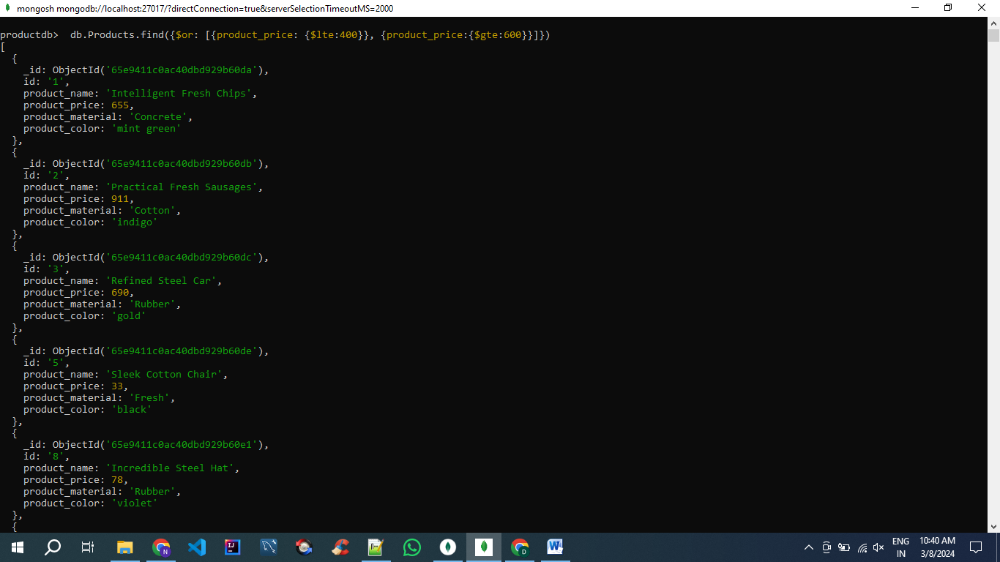 mongosh mongodb://localhost:27017/?directConnection=true&serverSelectionTimeoutMS=2000
productdb>  db.Products.find({$or: [{product_price: {$lte:400}}, {product_price:{$gte:600}}]})
[
  {
    _id: ObjectId('65e9411c0ac40dbd929b60da'),
    id: '1',
    product_name: 'Intelligent Fresh Chips',
    product_price: 655,
    product_material: 'Concrete',
    product_color: 'mint green'
  },
  {
    _id: ObjectId('65e9411c0ac40dbd929b60db'),
    id: '2',
    product_name: 'Practical Fresh Sausages',
    product_price: 911,
    product_material: 'Cotton',
    product_color: 'indigo'
  },
  {
    _id: ObjectId('65e9411c0ac40dbd929b60dc'),
    id: '3',
    product_name: 'Refined Steel Car',
    product_price: 690,
    product_material: 'Rubber',
    product_color: 'gold'
  },
  {
    _id: ObjectId('65e9411c0ac40dbd929b60de'),
    id: '5',
    product_name: 'Sleek Cotton Chair',
    product_price: 33,
    product_material: 'Fresh',
    product_color: 'black'
  },
  {
    _id: ObjectId('65e9411c0ac40dbd929b60e1'),
    id: '8',
    product_name: 'Incredible Steel Hat',
    product_price: 78,
    product_material: 'Rubber',
    product_color: 'violet'
  },
  {
ENG
IN
10:40 AM
3/8/2024